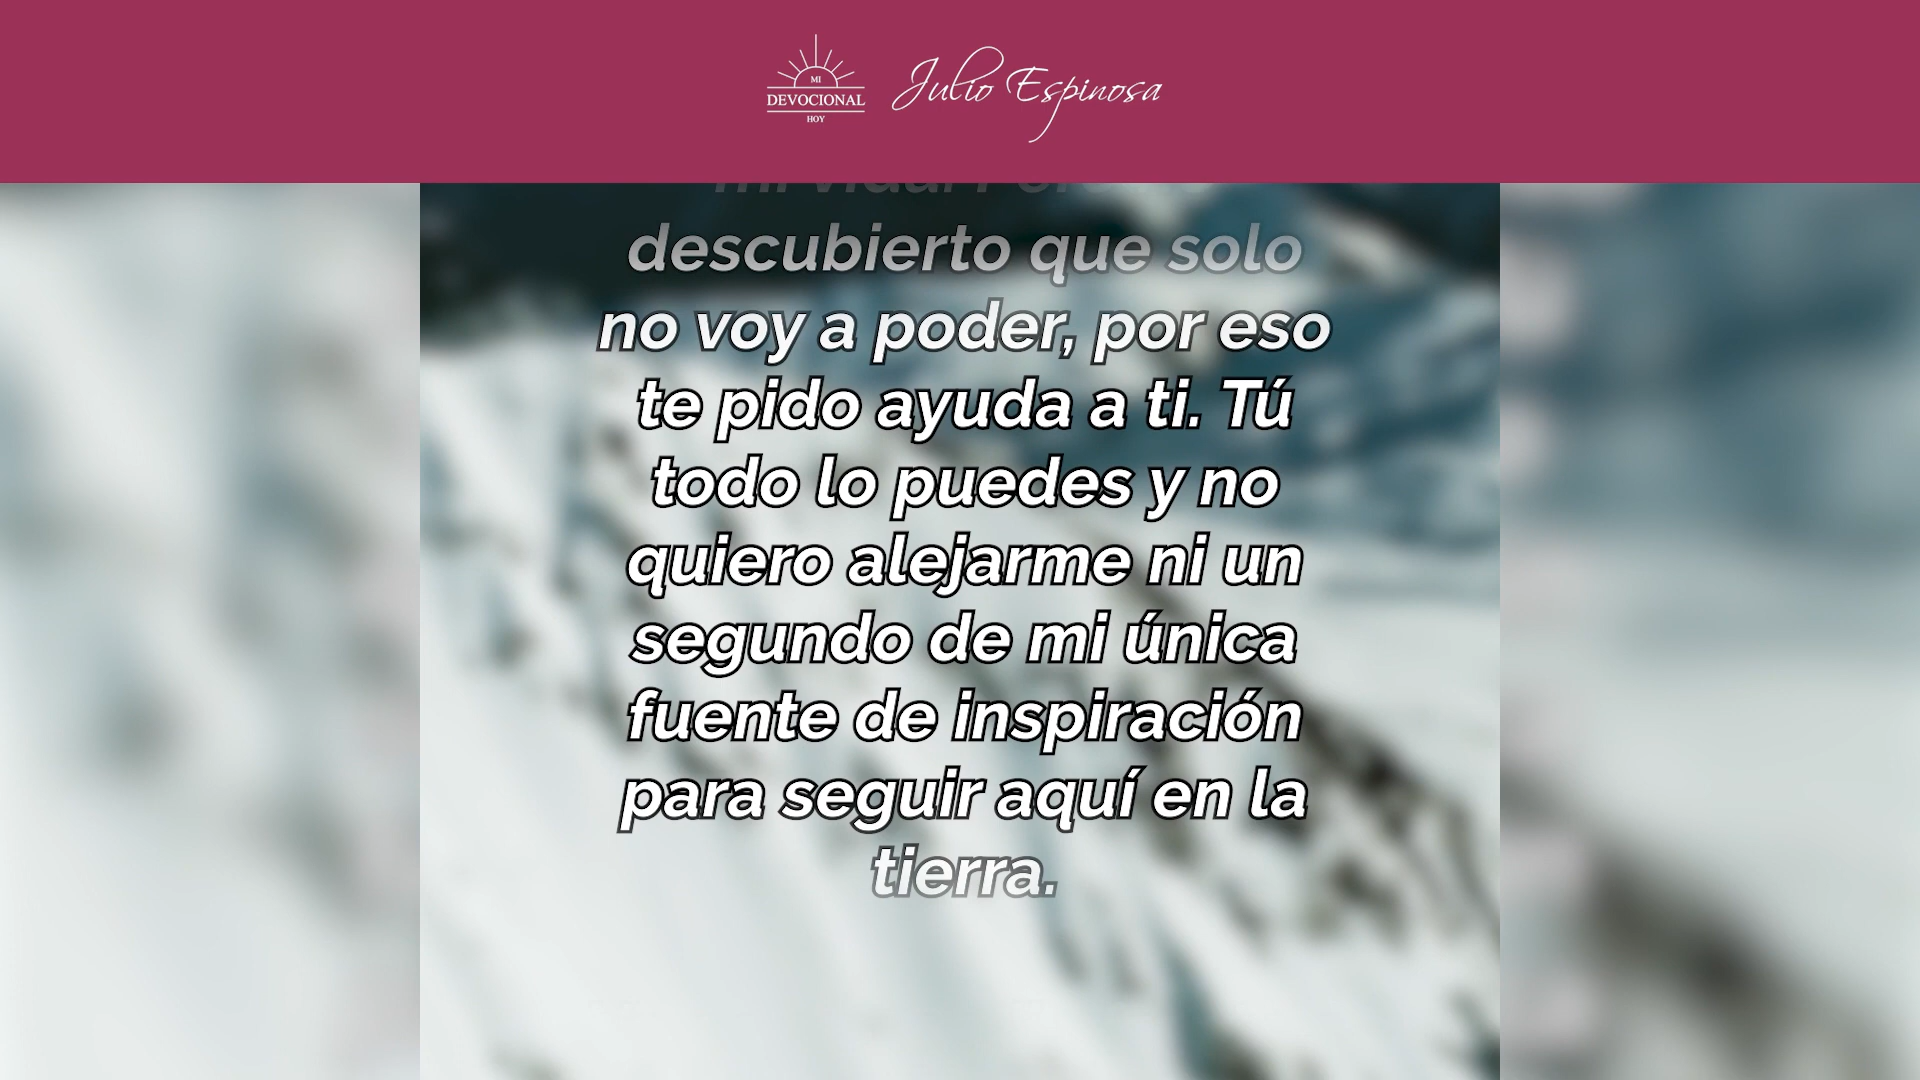 MI
DEVOCIONAL
HOY
Julio Espinosa
mi vida.
descubierto que solo
no voy a poder, por eso
te pido ayuda a ti. Tú
todo lo puedes y no
quiero alejarme ni un
segundo de mi única
fuente de inspiración
para seguir aquí en la
tierra.